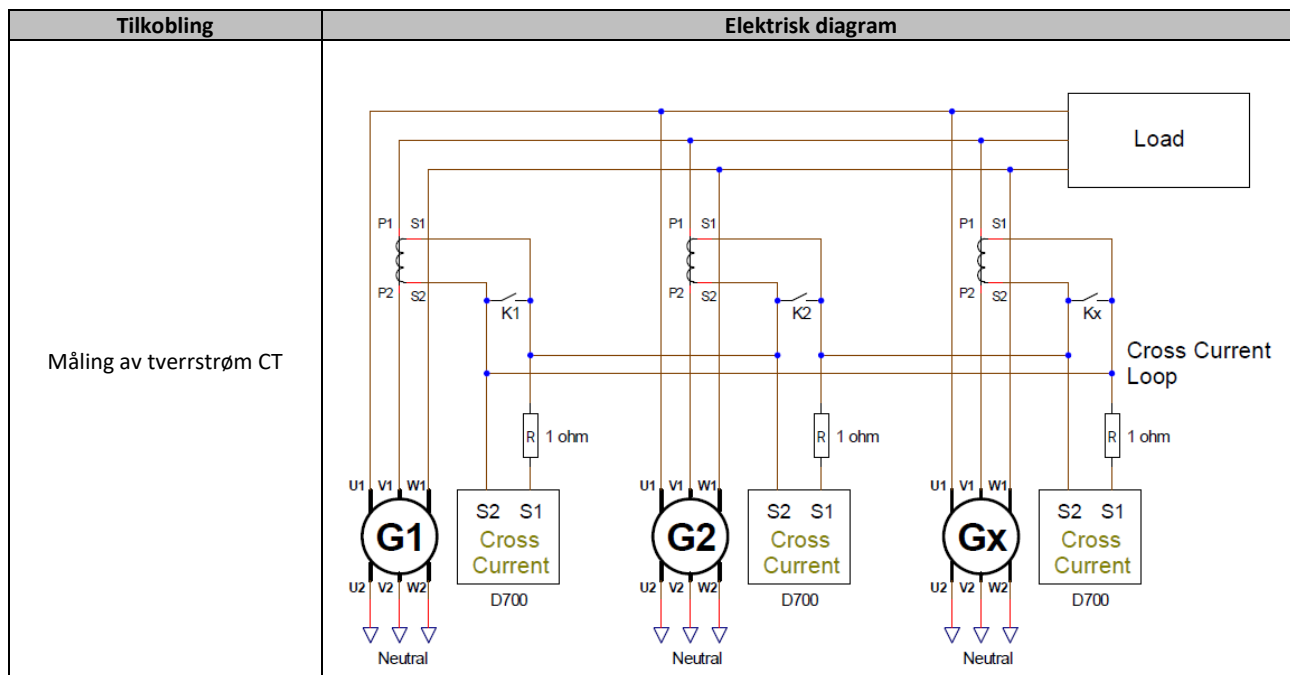 Tilkobling Elektrisk diagram
Load
P1 S1 P1 S1 P1 S1
P2 S2 P2 S2 P2 S2
K1 K2 Kx
Måling av tverrstrøm CT
Cross Current
Loop
R 1 ohm R 1 ohm R 1 ohm
U1 V1 W1 U1 V1 W1 U1 V1 W1
S2 S1 S2 S1 S2 S1
G1 Cross G2 Cross Gx Cross
Current Current Current
U2 V2 W2 U2 V2 W2 U2 V2 W2
D700 D700 D700
Neutral Neutral Neutral